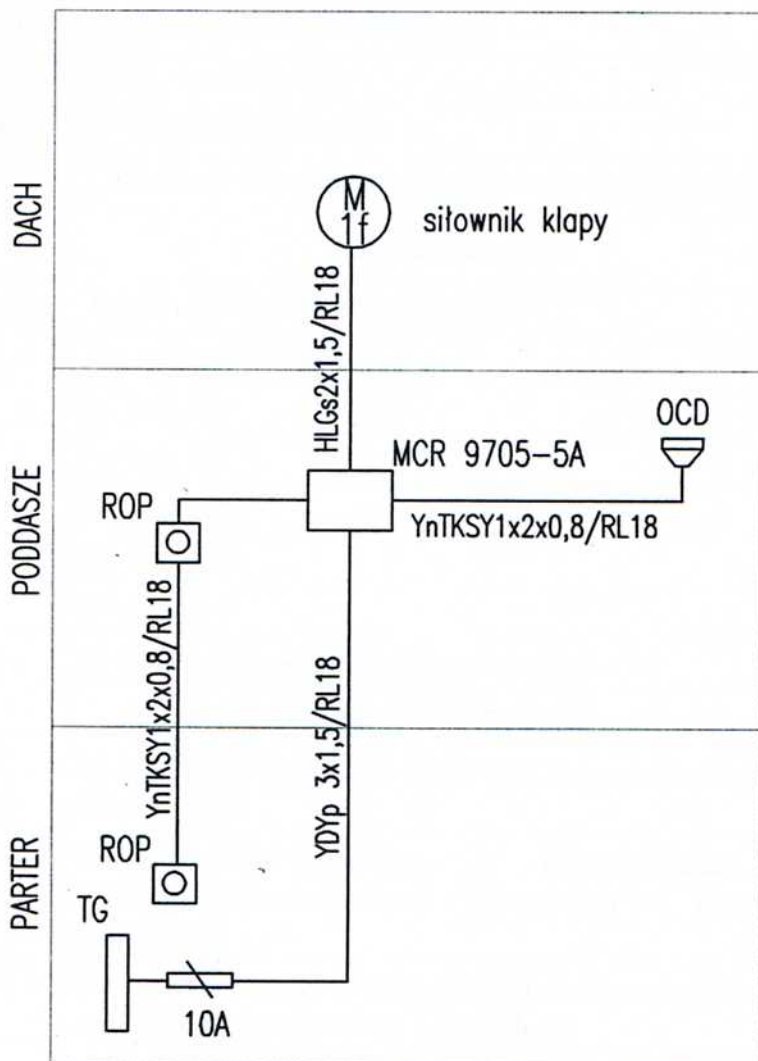 DACH
M
1f
siłownik klapy
HLGs2x1,5/RL18
PODDASZE
OCD
MCR 9705-5A
ROP
YnTKSY1x2x0,8/RL18
YnTKSY1x2x0,8/RL18
YDYp 3x1,5/RL18
PARTER
ROP
TG
10A